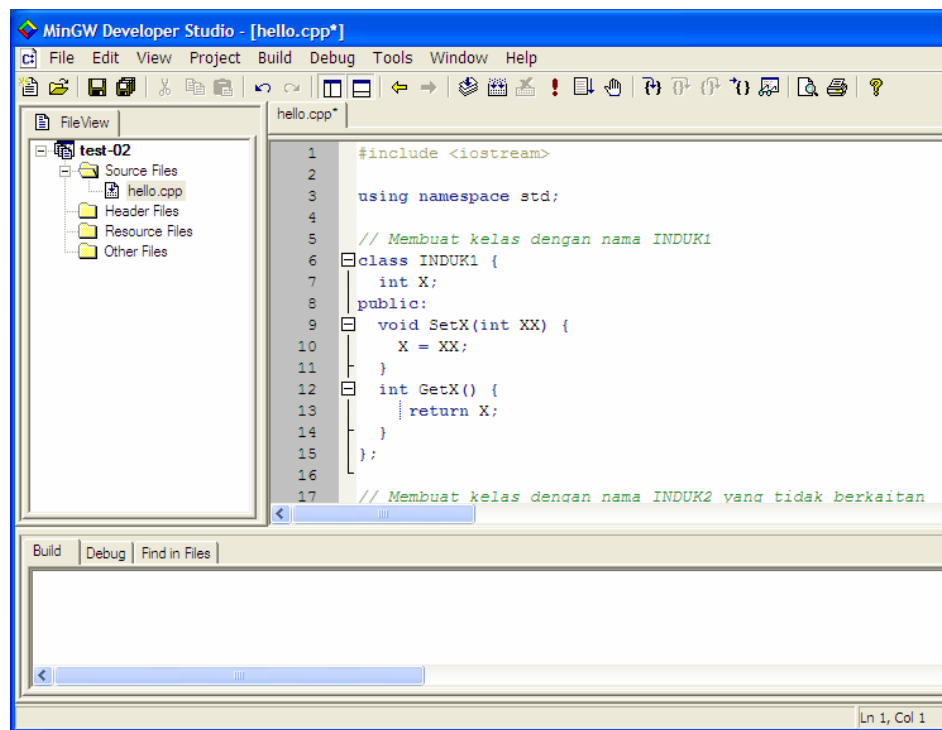 MinGW Developer Studio - [hello.cpp*]
File Edit View Project Build Debug Tools Window Help
FileView
hello.cpp*
test-02
Source Files
hello.cpp
Header Files
Resource Files
Other Files
1 #include <iostream>
2
3 using namespace std;
4
5 // Membuat kelas dengan nama INDUK1
6 class INDUK1 {
7 int X;
8 public:
9 void SetX(int XX) {
10 X = XX;
11 }
12 int GetX() {
13 return X;
14 }
15 };
16
17 // Membuat kelas dengan nama INDUK2 yang tidak berkaitan
Build Debug Find in Files
Ln 1, Col 1